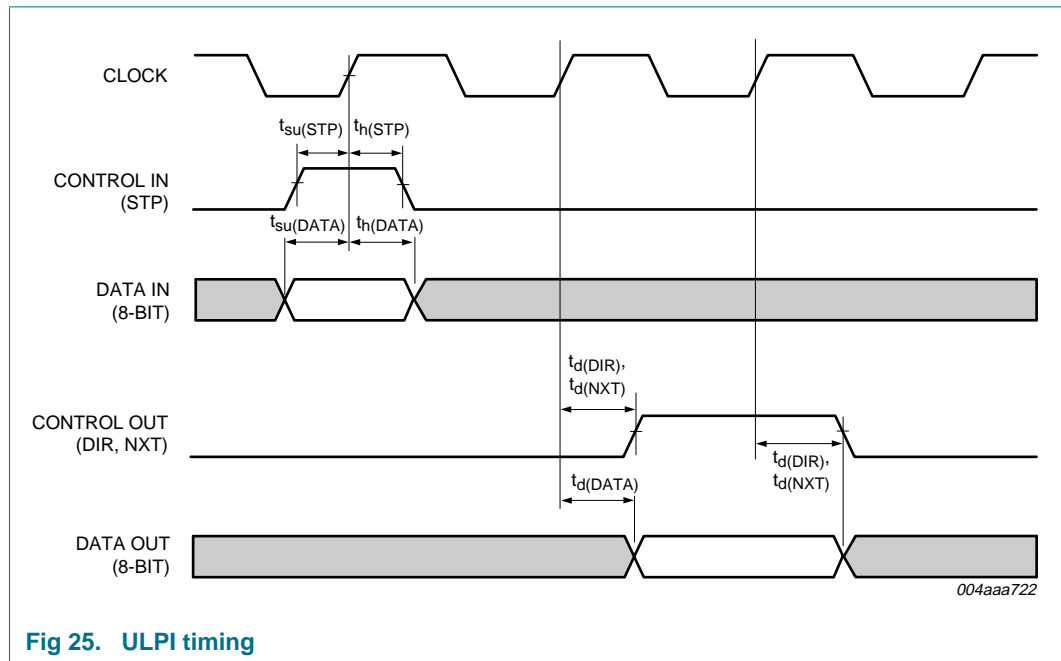 CLOCK
tsu(STP) th(STP)
CONTROL IN
(STP)
tsu(DATA) th(DATA)
DATA IN
(8-BIT)
td(DIR),
td(NXT)
CONTROL OUT
(DIR, NXT)
td(DIR),
td(NXT)
td(DATA)
DATA OUT
(8-BIT)
004aaa722
Fig 25. ULPI timing